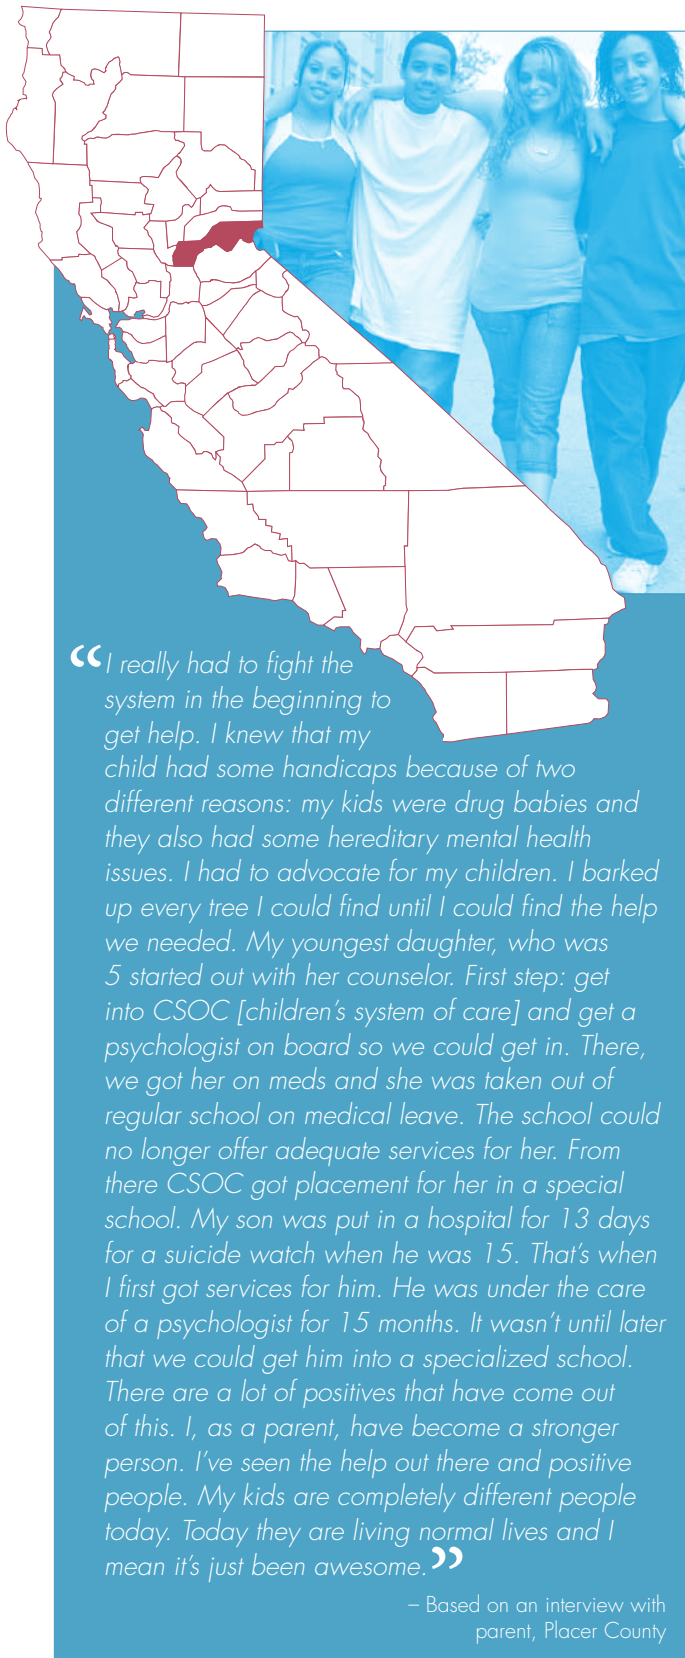 “I really had to fight the
system in the beginning to
get help. I knew that my
child had some handicaps because of two
different reasons: my kids were drug babies and
they also had some hereditary mental health
issues. I had to advocate for my children. I barked
up every tree I could find until I could find the help
we needed. My youngest daughter, who was
5 started out with her counselor. First step: get
into CSOC [children’s system of care] and get a
psychologist on board so we could get in. There,
we got her on meds and she was taken out of
regular school on medical leave. The school could
no longer offer adequate services for her. From
there CSOC got placement for her in a special
school. My son was put in a hospital for 13 days
for a suicide watch when he was 15. That’s when
I first got services for him. He was under the care
of a psychologist for 15 months. It wasn’t until later
that we could get him into a specialized school.
There are a lot of positives that have come out
of this. I, as a parent, have become a stronger
person. I’ve seen the help out there and positive
people. My kids are completely different people
today. Today they are living normal lives and I
mean it’s just been awesome.”
– Based on an interview with
parent, Placer County